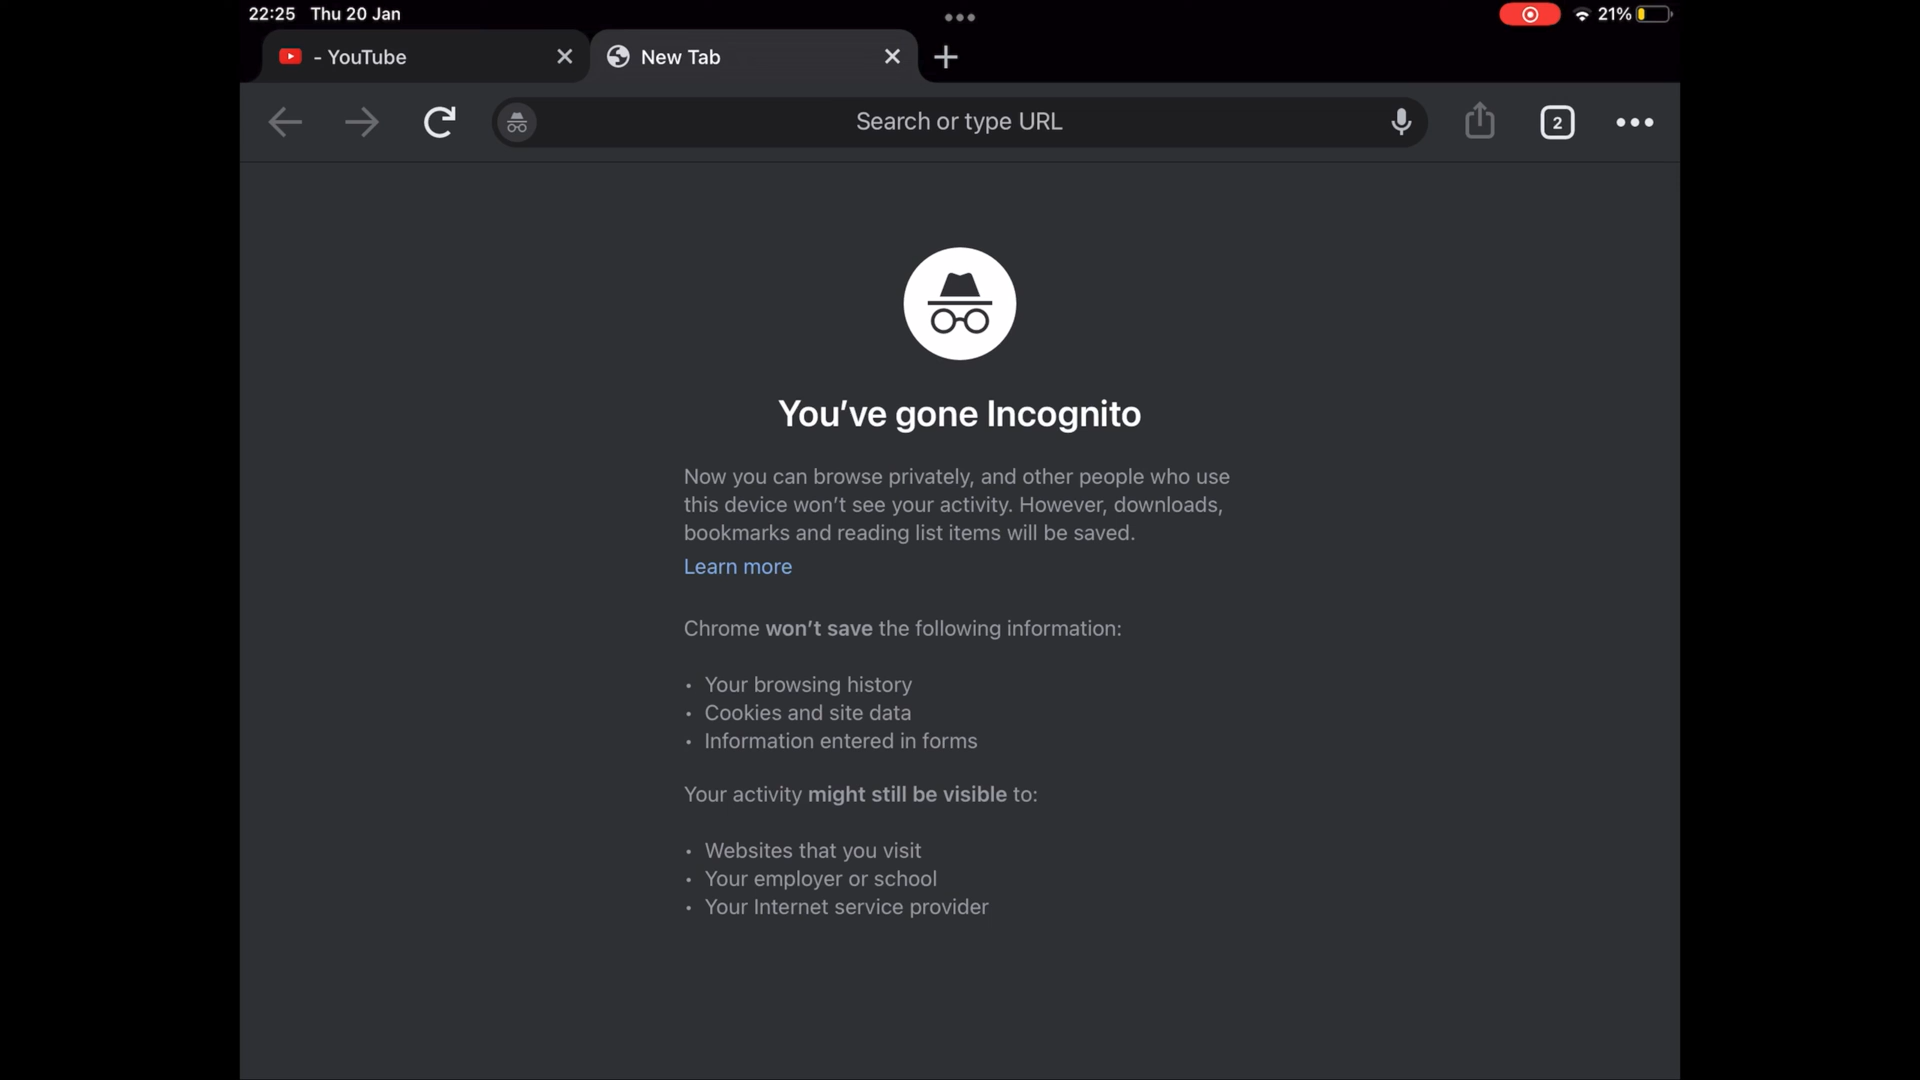 22:25 Thu 20 Jan
21%
- YouTube
New Tab
Search or type URL
2
You've gone Incognito
Now you can browse privately, and other people who use
this device won't see your activity. However, downloads,
bookmarks and reading list items will be saved.
Learn more
Chrome won't save the following information:
• Your browsing history
• Cookies and site data
• Information entered in forms
Your activity might still be visible to:
• Websites that you visit
• Your employer or school
• Your Internet service provider